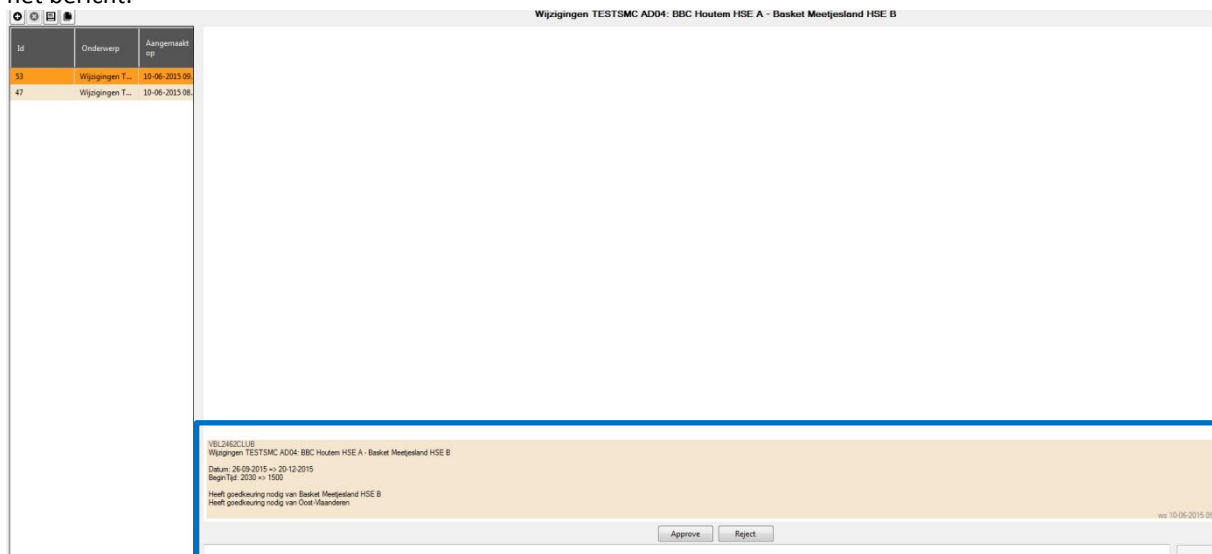 het bericht.
Wijzigingen TESTSMC AD04: BBC Houtem HSE A - Basket Meetjesland HSE B
Id Onderwerp Aangemaakt op
53 Wijzigingen T... 10-06-2015 09.
47 Wijzigingen T... 10-06-2015 08.
VBL2462CLUB
Wijzigingen TESTSMC AD04: BBC Houtem HSE A - Basket Meetjesland HSE B
Datum: 26-09-2015 => 20-12-2015
BeginTijd: 2030 => 1500
Heeft goedkeuring nodig van Basket Meetjesland HSE B
Heeft goedkeuring nodig van Oost-Vlaanderen
wo 10-06-2015 09
Approve Reject